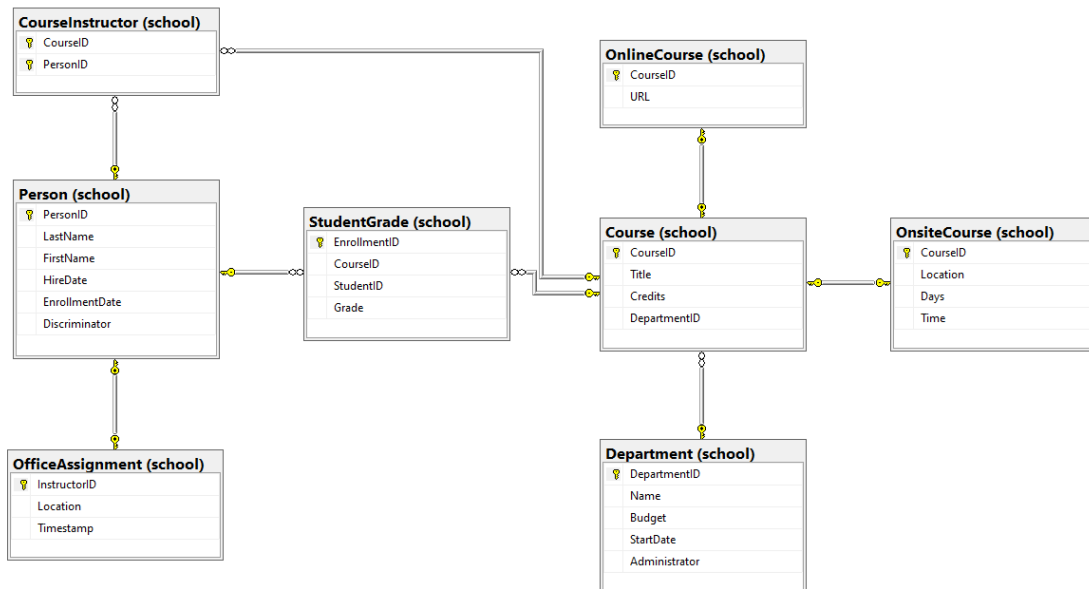 CourseInstructor (school)
CourseID
PersonID
OnlineCourse (school)
CourseID
URL
Person (school)
PersonID
LastName
FirstName
HireDate
EnrollmentDate
Discriminator
StudentGrade (school)
EnrollmentID
CourseID
StudentID
Grade
Course (school)
CourseID
Title
Credits
DepartmentID
OnsiteCourse (school)
CourseID
Location
Days
Time
OfficeAssignment (school)
InstructorID
Location
Timestamp
Department (school)
DepartmentID
Name
Budget
StartDate
Administrator